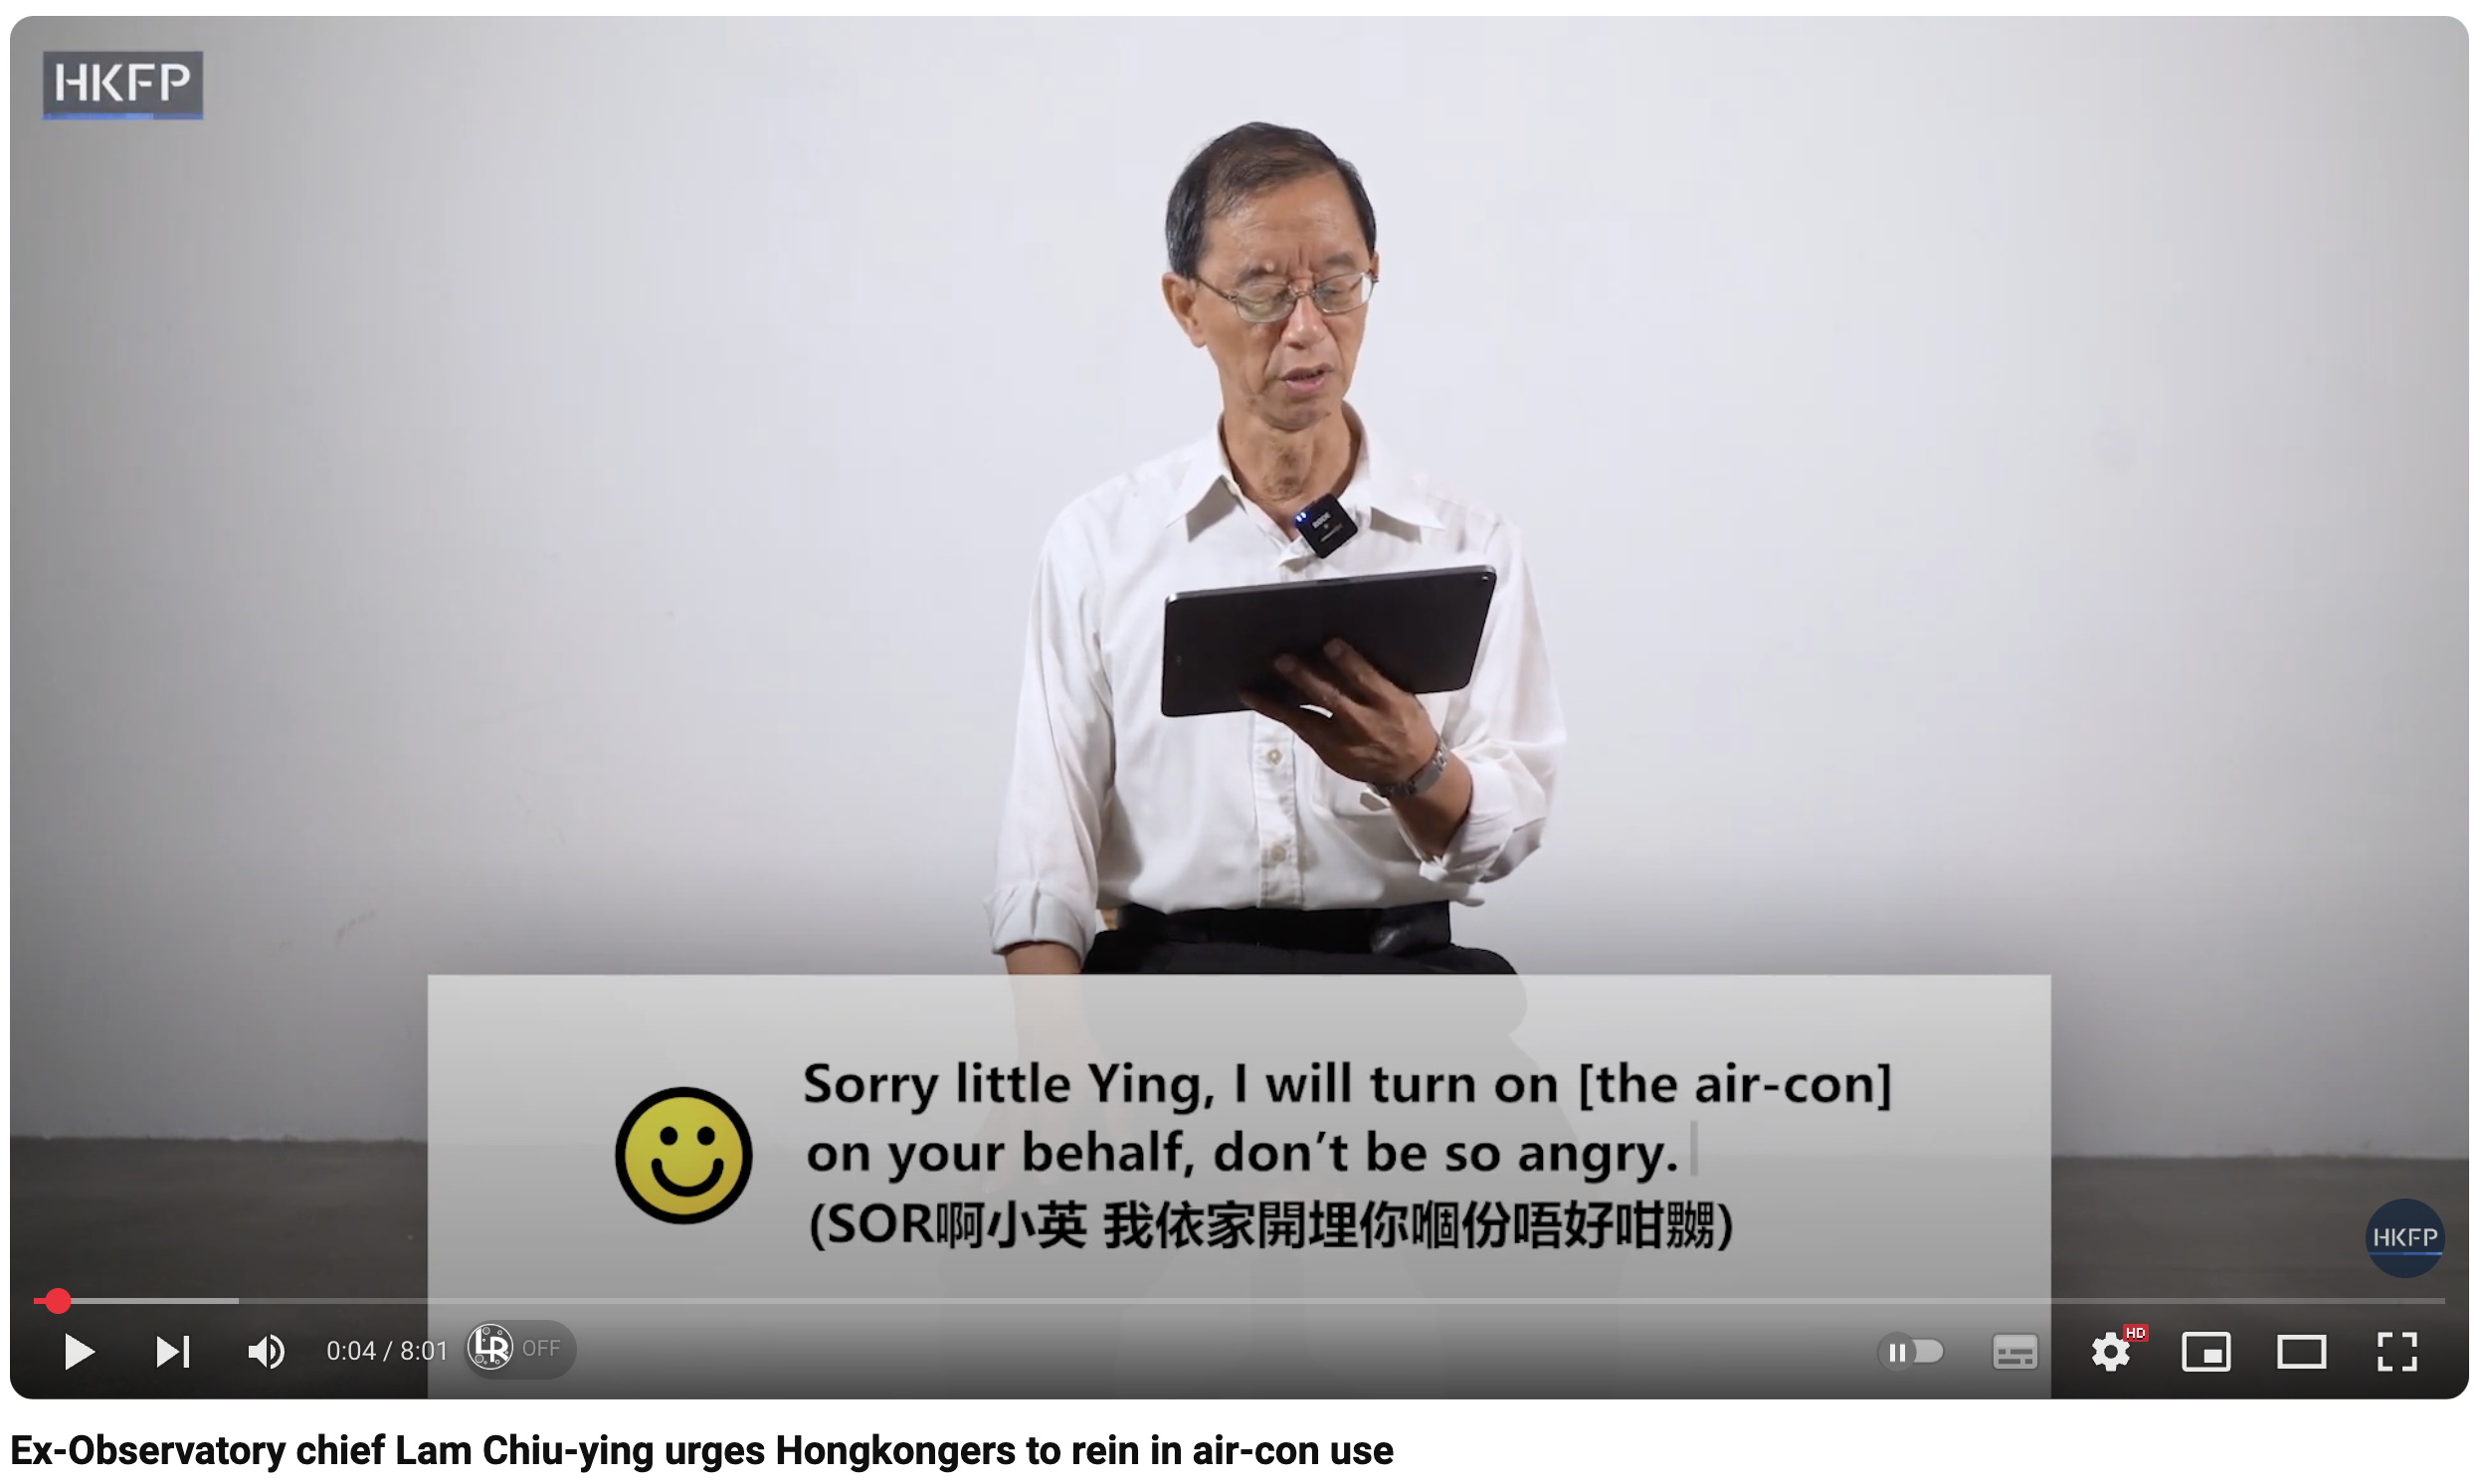 HKFP
Sorry little Ying, I will turn on [the air-con]
on your behalf, don't be so angry.
(SOR啊小英 我依家開埋你嗰份唔好咁嬲)
HKFP
0:04 / 8:01
LR OFF
HD
Ex-Observatory chief Lam Chiu-ying urges Hongkongers to rein in air-con use